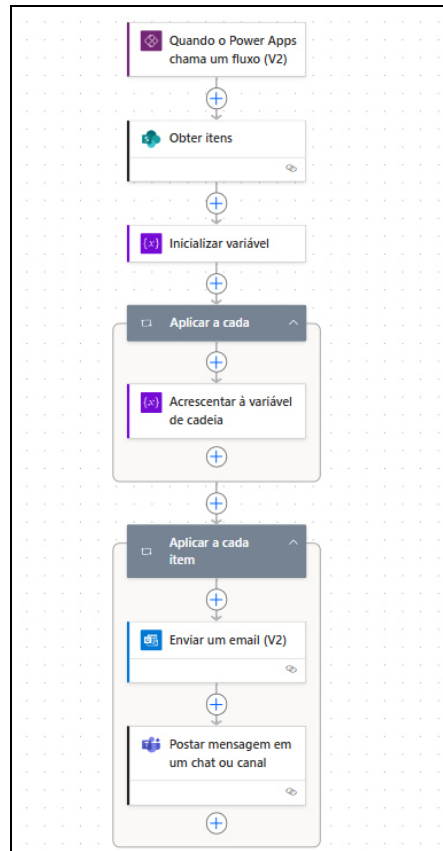 Quando o Power Apps
chama um fluxo (V2)
Obter itens
{x} Inicializar variável
Aplicar a cada
{x} Acrescentar à variável
de cadeia
Aplicar a cada
item
Enviar um email (V2)
Postar mensagem em
um chat ou canal